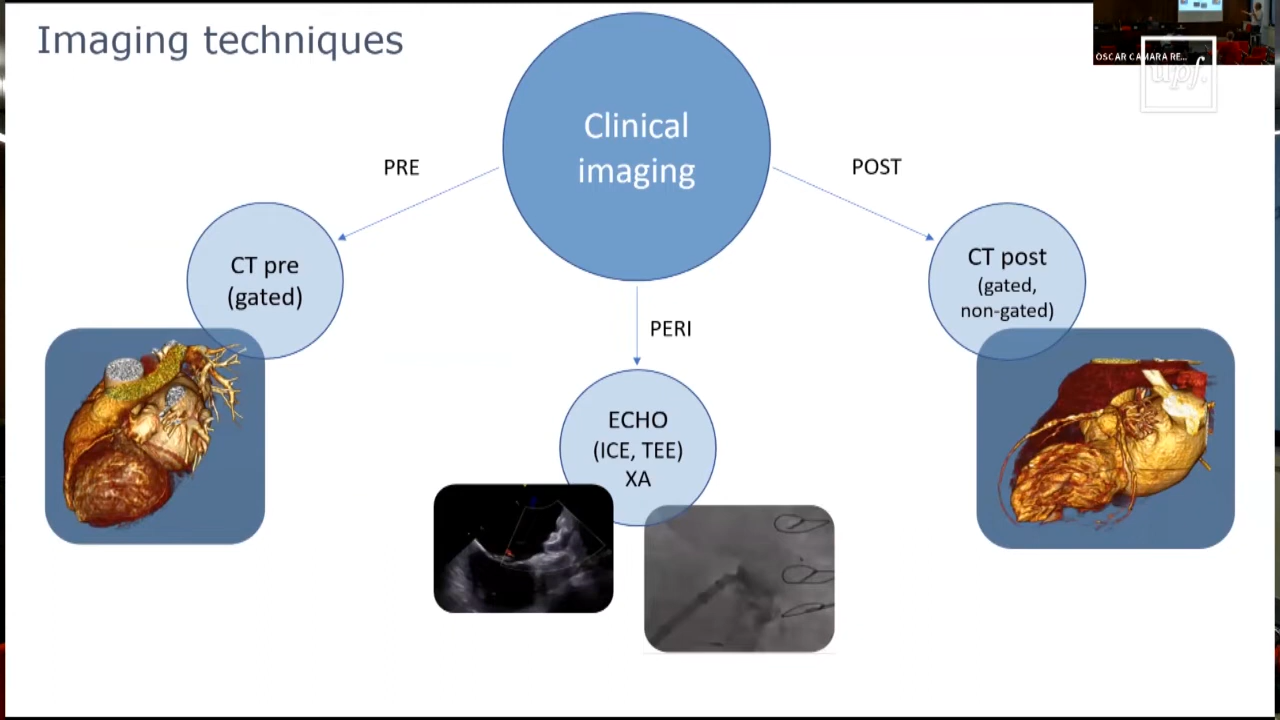 Imaging techniques
OSCAR CAMARA RE...
upf.
Clinical
imaging
PRE
POST
CT pre
(gated)
CT post
(gated,
non-gated)
PERI
ECHO
(ICE, TEE)
XA